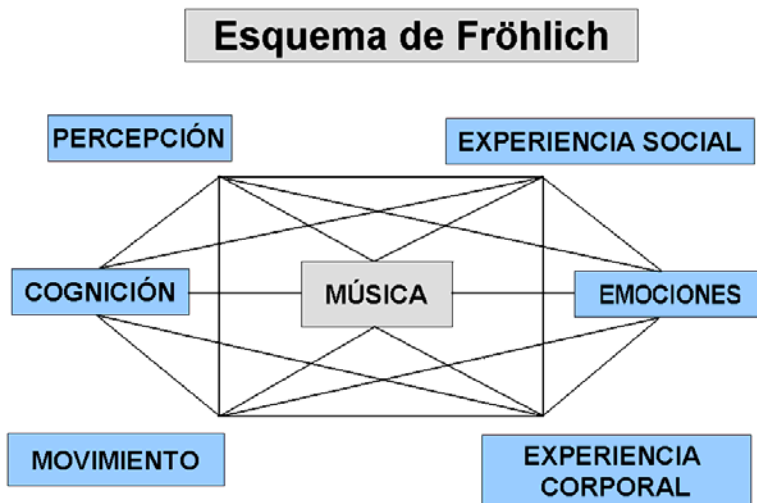 Esquema de Fröhlich
PERCEPCIÓN
EXPERIENCIA SOCIAL
COGNICIÓN
MÚSICA
EMOCIONES
MOVIMIENTO
EXPERIENCIA
CORPORAL